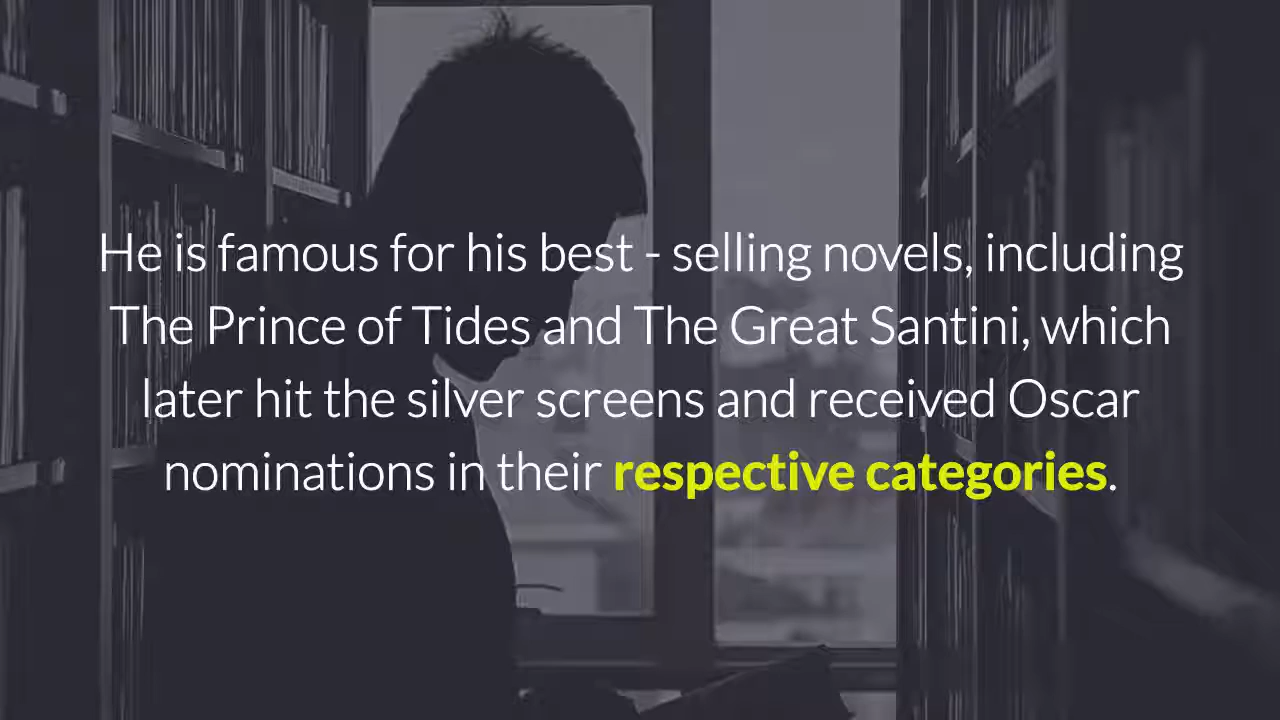 He is famous for his best - selling novels, including
The Prince of Tides and The Great Santini, which
later hit the silver screens and received Oscar
nominations in their respective categories.